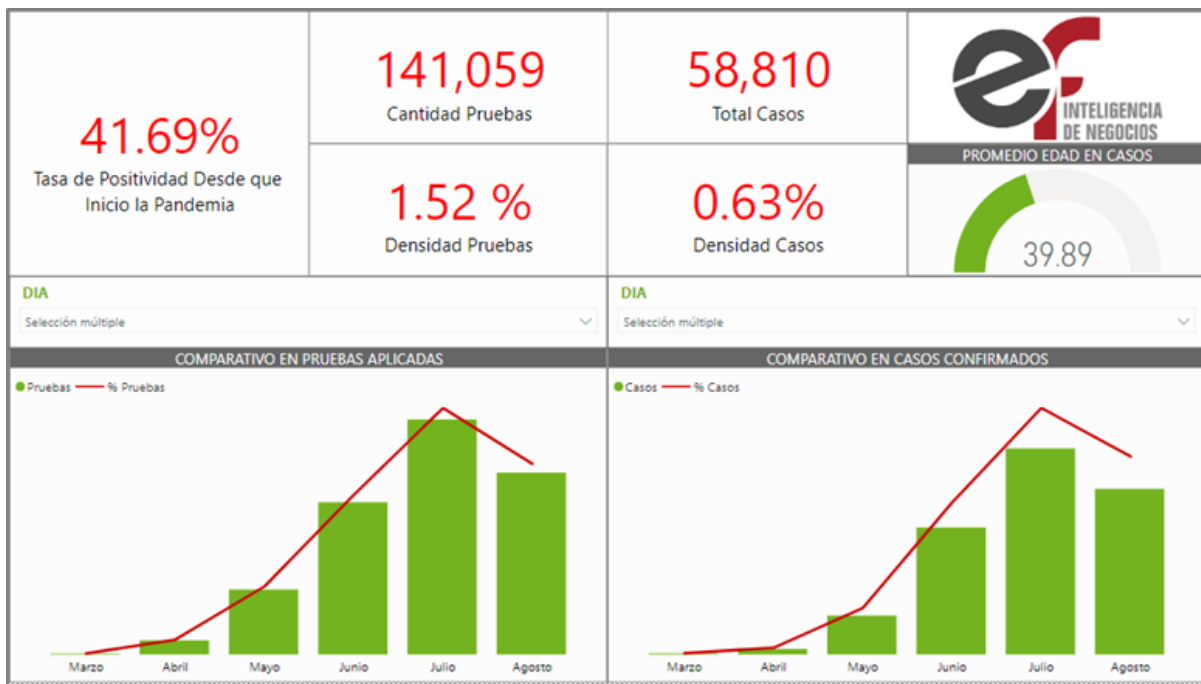 41.69%
Tasa de Positividad Desde que
Inicio la Pandemia
141,059
Cantidad Pruebas
58,810
Total Casos
1.52 %
Densidad Pruebas
0.63%
Densidad Casos
ef
INTELIGENCIA
DE NEGOCIOS
PROMEDIO EDAD EN CASOS
39.89
DIA
Selección múltiple
DIA
Selección múltiple
COMPARATIVO EN PRUEBAS APLICADAS
Pruebas % Pruebas
Marzo Abril Mayo Junio Julio Agosto
COMPARATIVO EN CASOS CONFIRMADOS
Casos % Casos
Marzo Abril Mayo Junio Julio Agosto